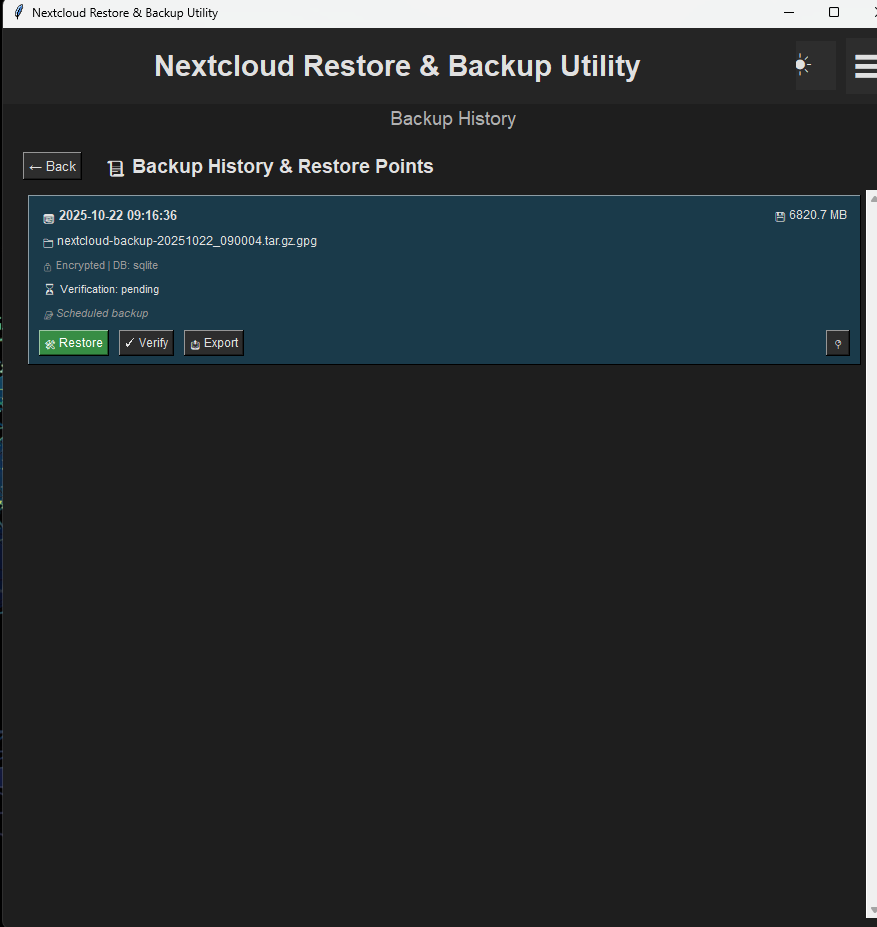 Nextcloud Restore & Backup Utility
Nextcloud Restore & Backup Utility
Backup History
← Back
Backup History & Restore Points
2025-10-22 09:16:36
6820.7 MB
nextcloud-backup-20251022_090004.tar.gz.gpg
Encrypted | DB: sqlite
Verification: pending
Scheduled backup
Restore
✓ Verify
Export